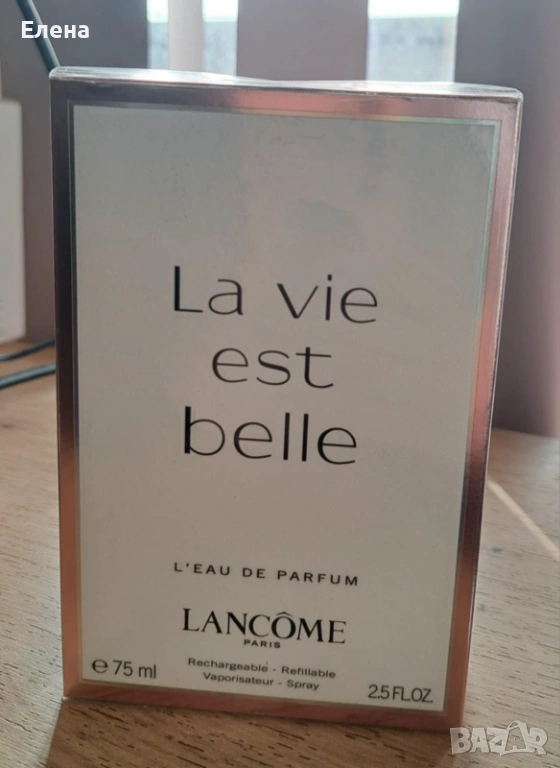 Елена
La vie
est
belle
L'EAU DE PARFUM
LANCÔME
PARIS
Rechargeable - Refillable
℮ 75 ml
Vaporisateur - Spray
2.5 FL.OZ.
BAZAR